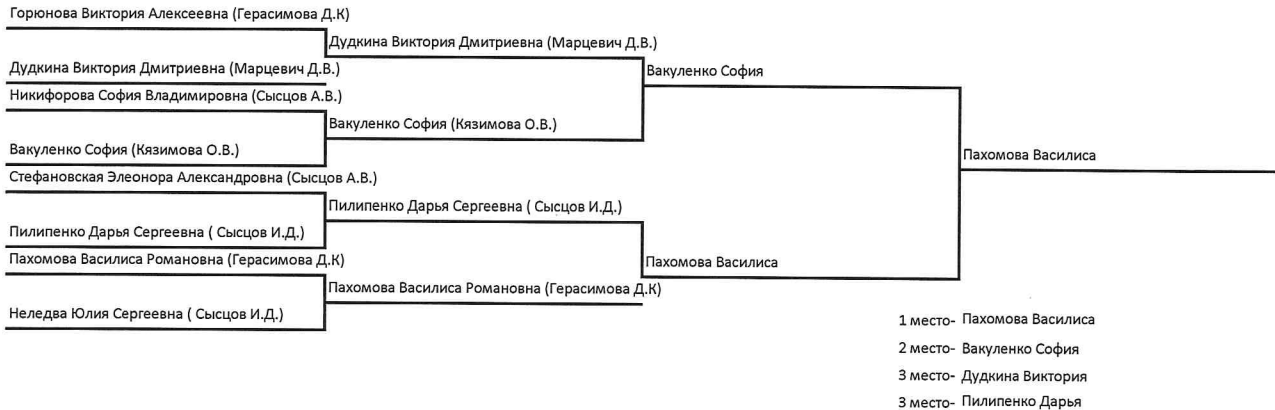 Горюнова Виктория Алексеевна (Герасимова Д.К)
Дудкина Виктория Дмитриевна (Марцевич Д.В.)
Дудкина Виктория Дмитриевна (Марцевич Д.В.)
Вакуленко София
Никифорова София Владимировна (Сысцов А.В.)
Вакуленко София (Кязимова О.В.)
Вакуленко София (Кязимова О.В.)
Пахомова Василиса
Стефановская Элеонора Александровна (Сысцов А.В.)
Пилипенко Дарья Сергеевна ( Сысцов И.Д.)
Пилипенко Дарья Сергеевна ( Сысцов И.Д.)
Пахомова Василиса Романовна (Герасимова Д.К)
Пахомова Василиса
Пахомова Василиса Романовна (Герасимова Д.К)
Неледва Юлия Сергеевна ( Сысцов И.Д.)
1 место- Пахомова Василиса
2 место- Вакуленко София
3 место- Дудкина Виктория
3 место- Пилипенко Дарья